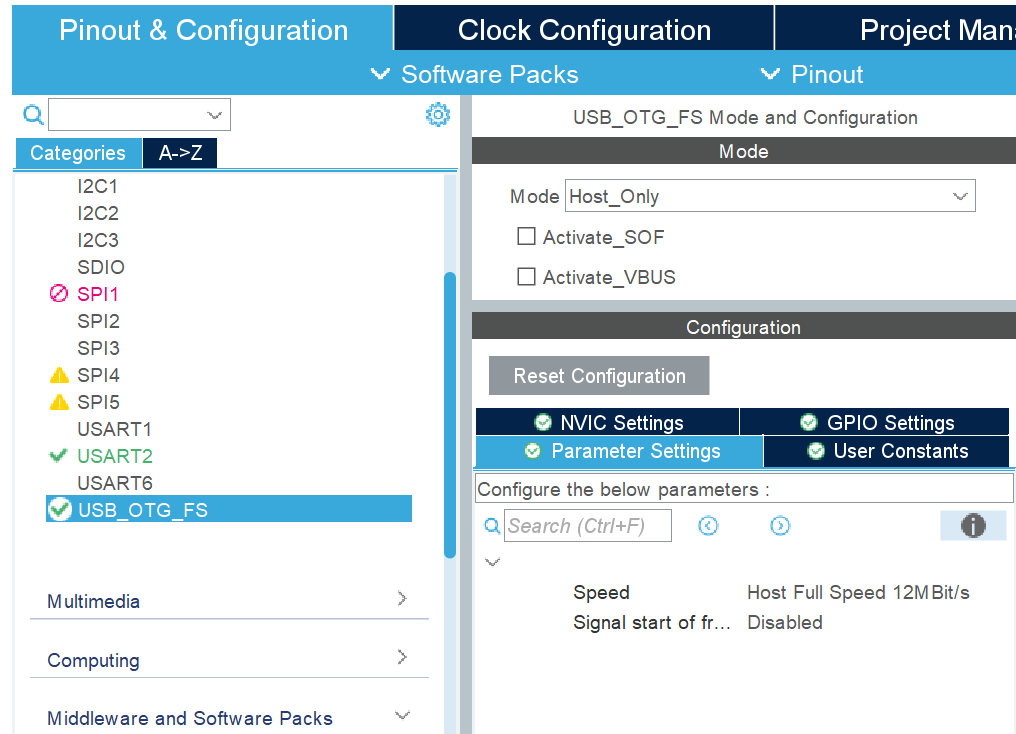 Pinout & Configuration
Clock Configuration
Project Man
Software Packs
Pinout
Categories
A->Z
I2C1
I2C2
I2C3
SDIO
SPI1
SPI2
SPI3
SPI4
SPI5
USART1
USART2
USART6
USB_OTG_FS
Multimedia
Computing
Middleware and Software Packs
USB_OTG_FS Mode and Configuration
Mode
Mode Host_Only
Activate_SOF
Activate_VBUS
Configuration
Reset Configuration
NVIC Settings
GPIO Settings
Parameter Settings
User Constants
Configure the below parameters :
Search (Ctrl+F)
Speed Host Full Speed 12MBit/s
Signal start of fr... Disabled